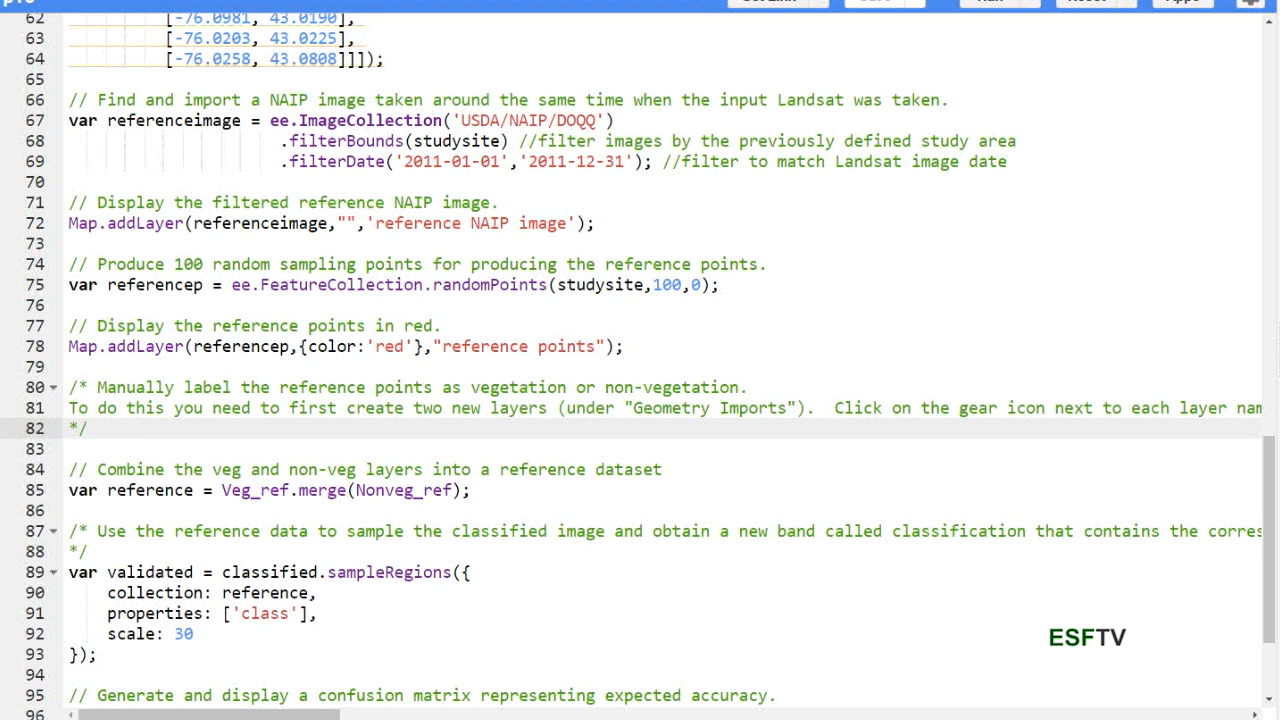 62 [-76.0981, 43.0190],
63 [-76.0203, 43.0225],
64 [-76.0258, 43.0808]]]);
65
66 // Find and import a NAIP image taken around the same time when the input Landsat was taken.
67 var referenceimage = ee.ImageCollection('USDA/NAIP/DOQQ')
68 .filterBounds(studysite) //filter images by the previously defined study area
69 .filterDate('2011-01-01','2011-12-31'); //filter to match Landsat image date
70
71 // Display the filtered reference NAIP image.
72 Map.addLayer(referenceimage,"",'reference NAIP image');
73
74 // Produce 100 random sampling points for producing the reference points.
75 var referencep = ee.FeatureCollection.randomPoints(studysite,100,0);
76
77 // Display the reference points in red.
78 Map.addLayer(referencep,{color:'red'},"reference points");
79
80 /* Manually label the reference points as vegetation or non-vegetation.
81 To do this you need to first create two new layers (under "Geometry Imports"). Click on the gear icon next to each layer nam
82 */
83
84 // Combine the veg and non-veg layers into a reference dataset
85 var reference = Veg_ref.merge(Nonveg_ref);
86
87 /* Use the reference data to sample the classified image and obtain a new band called classification that contains the corres
88 */
89 var validated = classified.sampleRegions({
90 collection: reference,
91 properties: ['class'],
92 scale: 30
93 });
94
95 // Generate and display a confusion matrix representing expected accuracy.
96
ESFTV